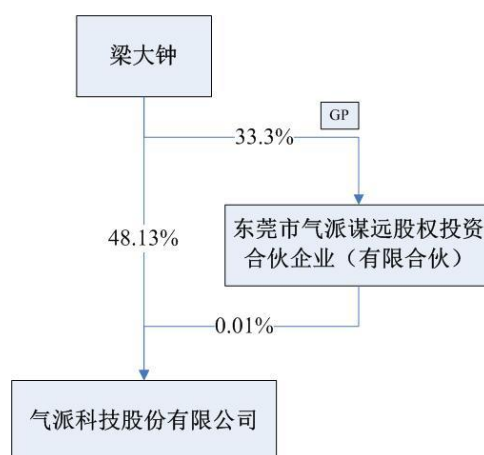 梁大钟
GP
33.3%
48.13%
东莞市气派谋远股权投资
合伙企业（有限合伙）
0.01%
气派科技股份有限公司